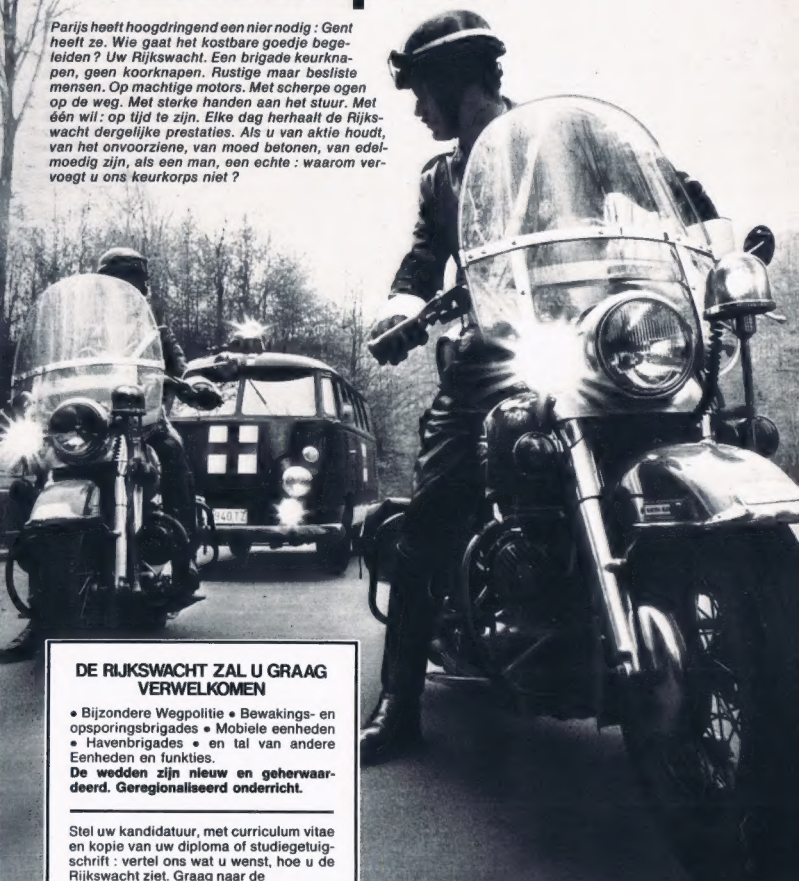 Parijs heeft hoogdringend een nier nodig : Gent
heeft ze. Wie gaat het kostbare goedje bege-
leiden ? Uw Rijkswacht. Een brigade keurkna-
pen, geen koorknapen. Rustige maar besliste
mensen. Op machtige motors. Met scherpe ogen
op de weg. Met sterke handen aan het stuur. Met
één wil : op tijd te zijn. Elke dag herhaalt de Rijks-
wacht dergelijke prestaties. Als u van aktie houdt,
van het onvoorziene, van moed betonen, van edel-
moedig zijn, als een man, een echte : waarom ver-
voegt u ons keurkorps niet ?
940.TZ
DE RIJKSWACHT ZAL U GRAAG
VERWELKOMEN
• Bijzondere Wegpolitie • Bewakings- en
opsporingsbrigades • Mobiele eenheden
• Havenbrigades • en tal van andere
Eenheden en funkties.
De wedden zijn nieuw en geherwaar-
deerd. Geregionaliseerd onderricht.
Stel uw kandidatuur, met curriculum vitae
en kopie van uw diploma of studiegetuig-
schrift : vertel ons wat u wenst, hoe u de
Rijkswacht ziet. Graag naar de